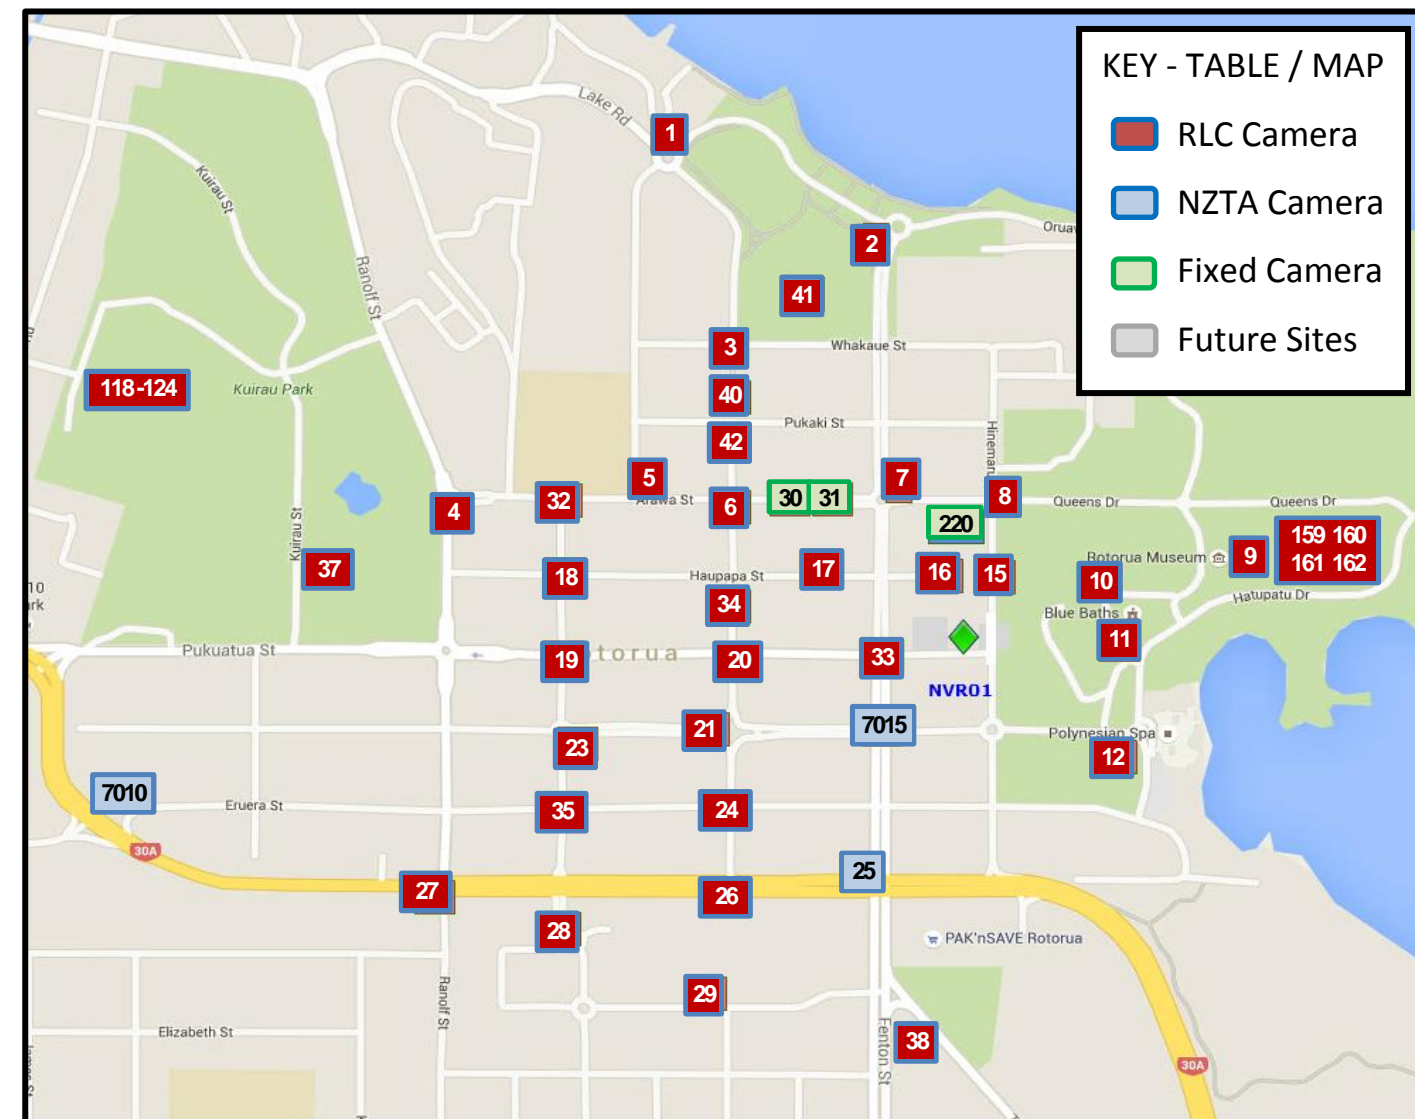 KEY - TABLE / MAP
RLC Camera
NZTA Camera
Fixed Camera
Future Sites
Lake Rd
1
Kuirau St
2
Oruaw
Ranolf St
41
3
Whakaue St
118-124
Kuirau Park
40
Pukaki St
42
Hinemaru
5
7
32
Arawa St
6
30
31
8
Queens Dr
Queens Dr
4
220
159 160
161 162
Kuirau St
37
18
Haupapa St
17
16
15
Rotorua Museum
9
10
10
rk
34
Hatupatu Dr
Blue Baths
11
Pukuatua St
19
torua
20
33
NVR01
21
7015
23
Polynesian Spa
12
7010
Eruera St
35
24
30A
25
27
26
28
PAK'nSAVE Rotorua
29
Ranolf St
Elizabeth St
Fenton St
38
30A